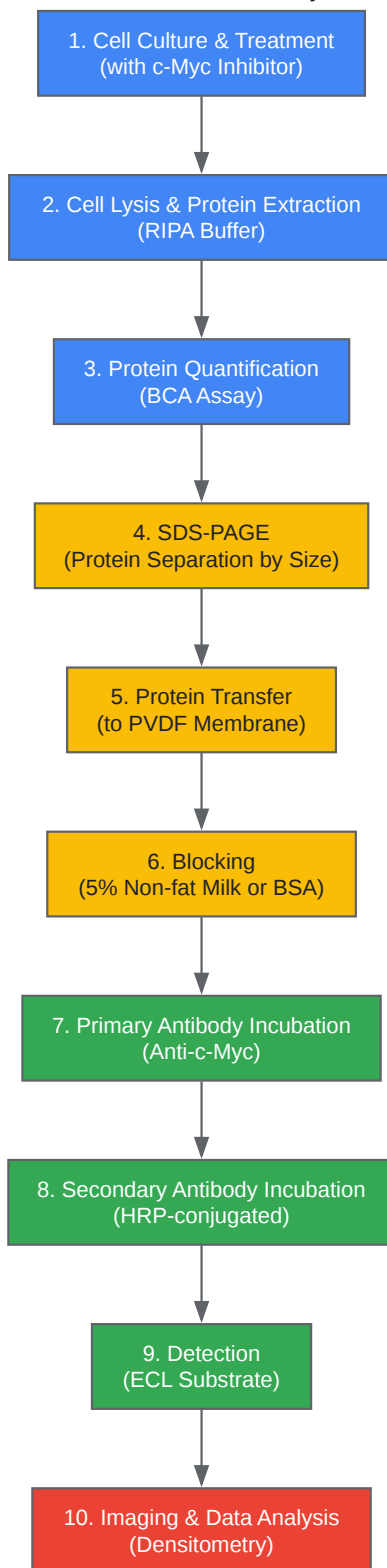 1. Cell Culture & Treatment
(with c-Myc Inhibitor)
2. Cell Lysis & Protein Extraction
(RIPA Buffer)
3. Protein Quantification
(BCA Assay)
4. SDS-PAGE
(Protein Separation by Size)
5. Protein Transfer
(to PVDF Membrane)
6. Blocking
(5% Non-fat Milk or BSA)
7. Primary Antibody Incubation
(Anti-c-Myc)
8. Secondary Antibody Incubation
(HRP-conjugated)
9. Detection
(ECL Substrate)
10. Imaging & Data Analysis
(Densitometry)